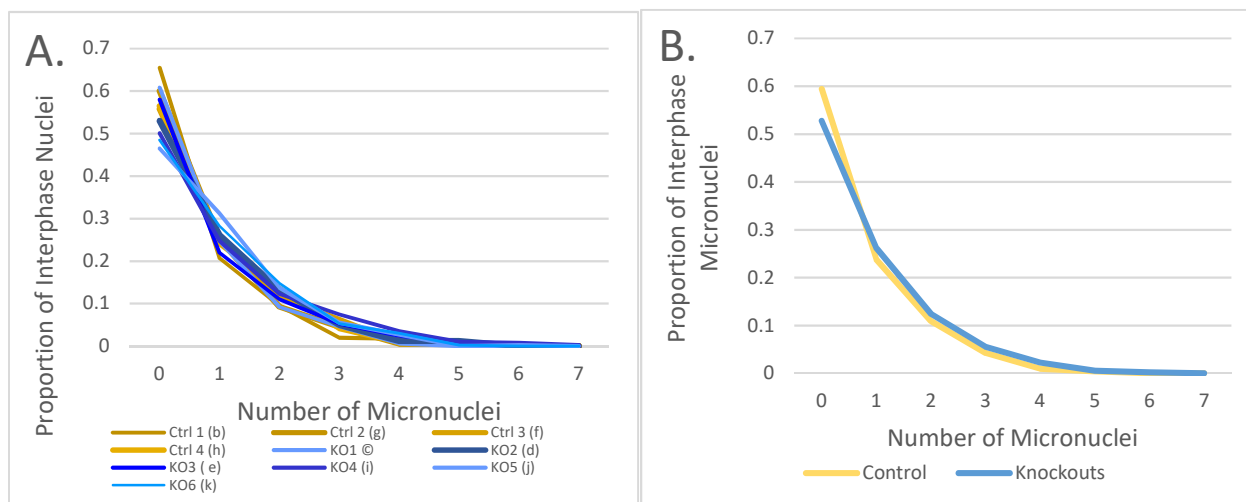 A.
Proportion of Interphase Nuclei
0.7
0.6
0.5
0.4
0.3
0.2
0.1
0
0 1 2 3 4 5 6 7
Number of Micronuclei
Ctrl 1 (b) Ctrl 2 (g) Ctrl 3 (f)
Ctrl 4 (h) KO1 © KO2 (d)
KO3 ( e) KO4 (i) KO5 (j)
KO6 (k)
B.
Proportion of Interphase
Micronuclei
0.7
0.6
0.5
0.4
0.3
0.2
0.1
0
0 1 2 3 4 5 6 7
Number of Micronuclei
Control Knockouts